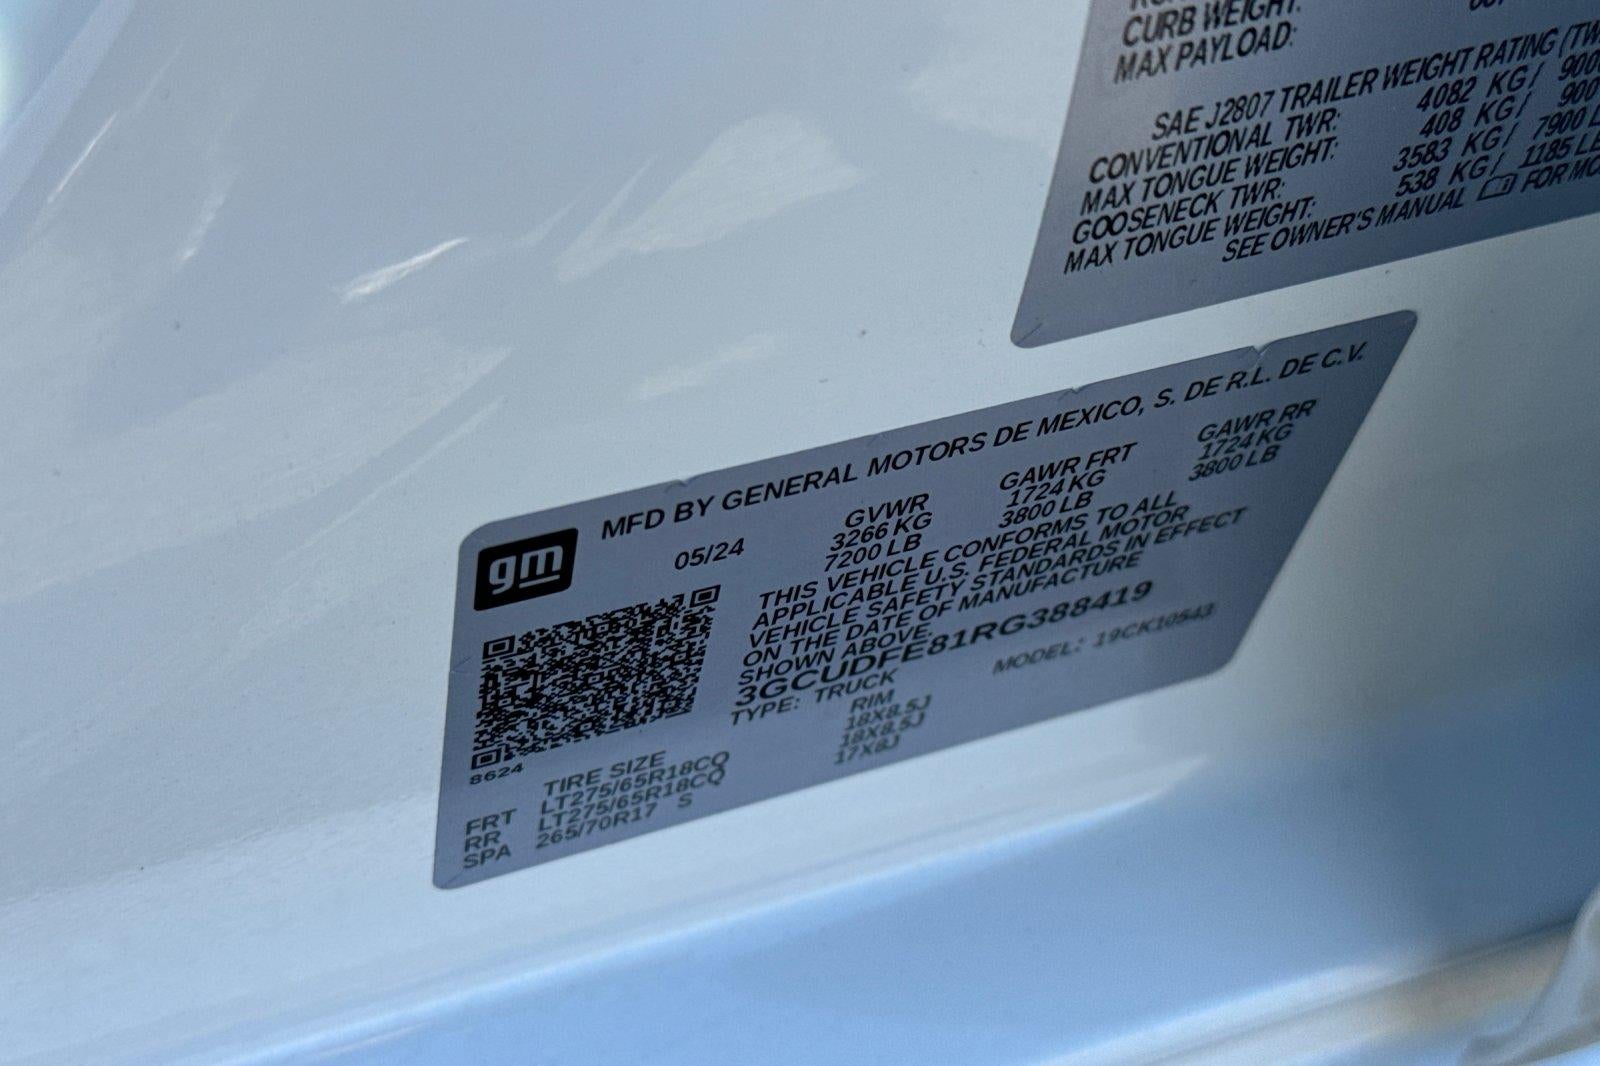 CURB WEIGHT:
MAX PAYLOAD:
SAE J2807 TRAILER WEIGHT RATING
CONVENTIONAL TWR: 4082 KG/
MAX TONGUE WEIGHT: 408 KG/
GOOSENECK TWR: 3583 KG/ 7900
MAX TONGUE WEIGHT: 538 KG/ 1185
SEE OWNER'S MANUAL FOR
MFD BY GENERAL MOTORS DE MEXICO, S. DE R.L. DE C.V.
gm
05/24
GVWR GAWR FRT GAWR RR
3266 KG 1724 KG 1724 KG
7200 LB 3800 LB 3800 LB
THIS VEHICLE CONFORMS TO ALL
APPLICABLE U.S. FEDERAL MOTOR
VEHICLE SAFETY STANDARDS IN EFFECT
ON THE DATE OF MANUFACTURE
SHOWN ABOVE.
3GCUDFE81RG388419
TYPE: TRUCK MODEL: 19CK10543
8624
TIRE SIZE RIM
FRT LT275/65R18CQ 18X8.5J
RR LT275/65R18CQ 18X8.5J
SPA 265/70R17 S 17X8J